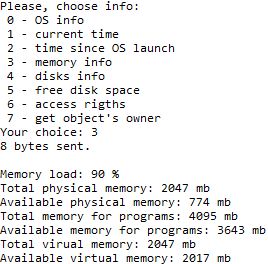 Please, choose info:
0 - OS info
1 - current time
2 - time since OS launch
3 - memory info
4 - disks info
5 - free disk space
6 - access rigths
7 - get object's owner
Your choice: 3
8 bytes sent.
Memory load: 90 %
Total physical memory: 2047 mb
Available physical memory: 774 mb
Total memory for programs: 4095 mb
Available memory for programs: 3643 mb
Total virual memory: 2047 mb
Available virtual memory: 2017 mb